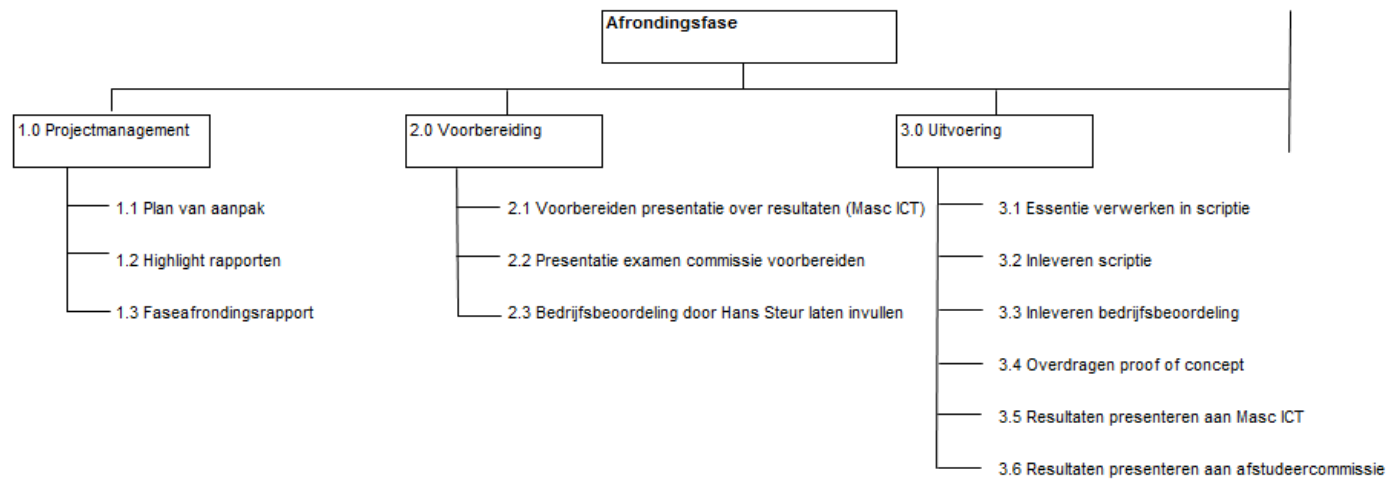 Afrondingsfase
1.0 Projectmanagement
1.1 Plan van aanpak
1.2 Highlight rapporten
1.3 Faseafrondingsrapport
2.0 Voorbereiding
2.1 Voorbereiden presentatie over resultaten (Masc ICT)
2.2 Presentatie examen commissie voorbereiden
2.3 Bedrijfsbeoordeling door Hans Steur laten invullen
3.0 Uitvoering
3.1 Essentie verwerken in scriptie
3.2 Inleveren scriptie
3.3 Inleveren bedrijfsbeoordeling
3.4 Overdragen proof of concept
3.5 Resultaten presenteren aan Masc ICT
3.6 Resultaten presenteren aan afstudeercommissie